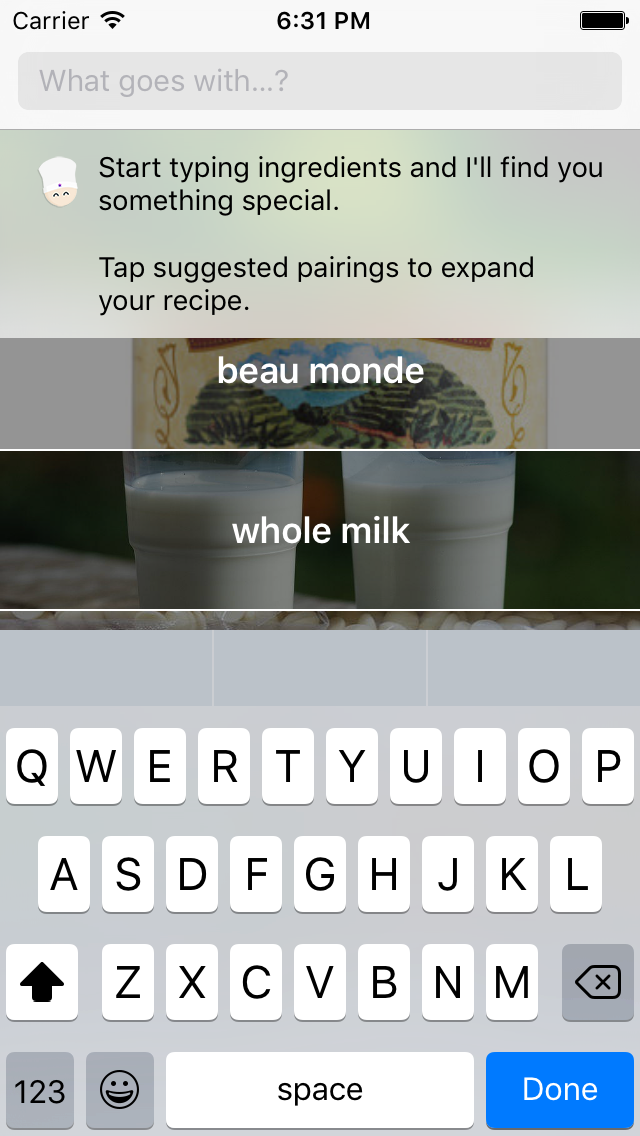 Carrier 6:31 PM
What goes with...?
Start typing ingredients and I'll find you
something special.
Tap suggested pairings to expand
your recipe.
beau monde
whole milk
Q W E R T Y U I O P
A S D F G H J K L
Z X C V B N M
123 space Done